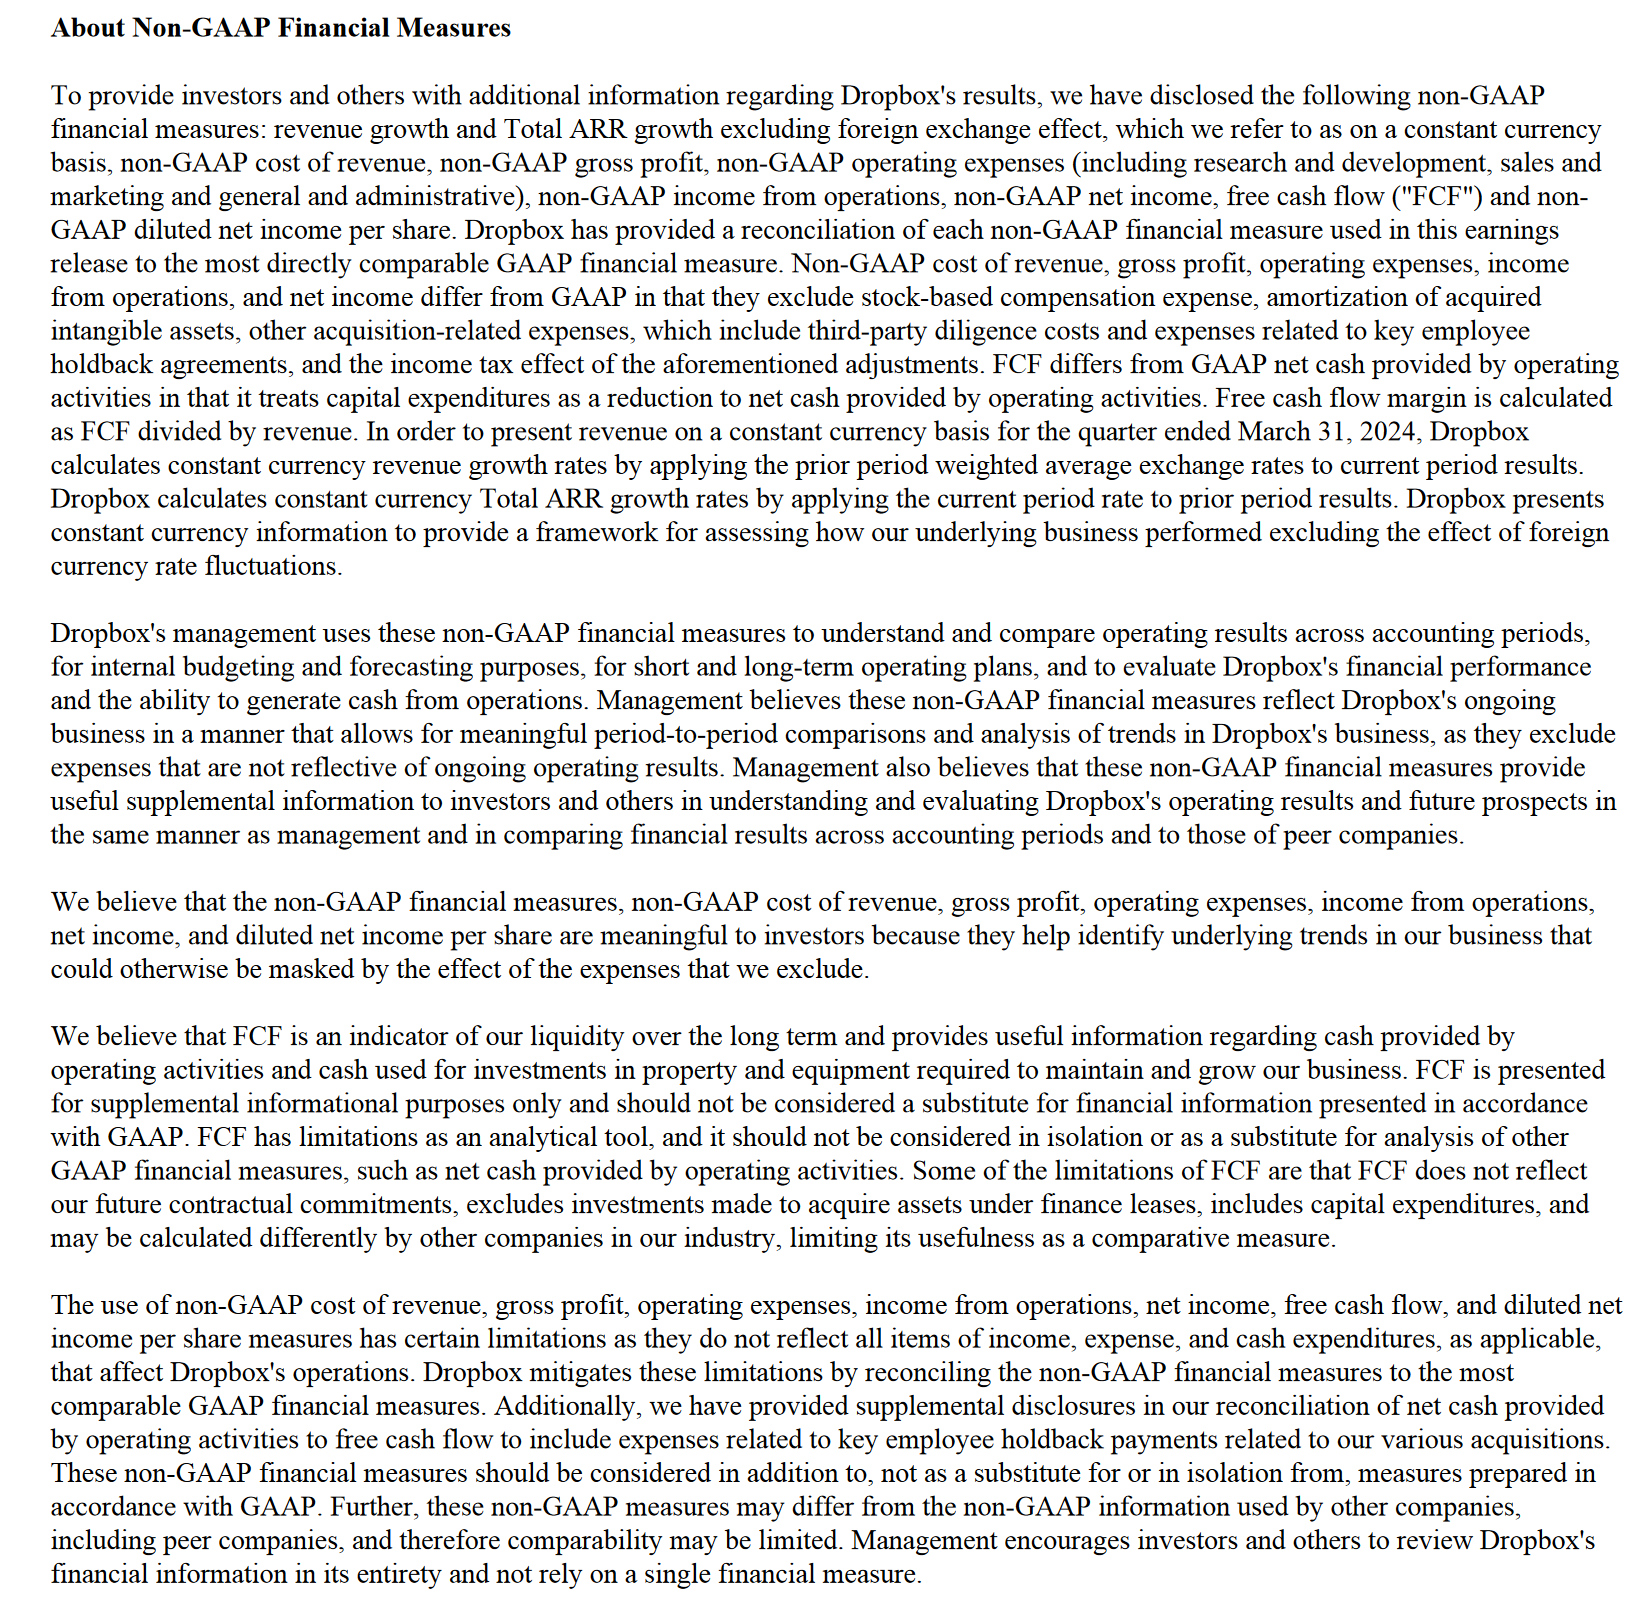 About Non-GAAP Financial Measures
To provide investors and others with additional information regarding Dropbox's results, we have disclosed the following non-GAAP
financial measures: revenue growth and Total ARR growth excluding foreign exchange effect, which we refer to as on a constant currency
basis, non-GAAP cost of revenue, non-GAAP gross profit, non-GAAP operating expenses (including research and development, sales and
marketing and general and administrative), non-GAAP income from operations, non-GAAP net income, free cash flow ("FCF") and non-
GAAP diluted net income per share. Dropbox has provided a reconciliation of each non-GAAP financial measure used in this earnings
release to the most directly comparable GAAP financial measure. Non-GAAP cost of revenue, gross profit, operating expenses, income
from operations, and net income differ from GAAP in that they exclude stock-based compensation expense, amortization of acquired
intangible assets, other acquisition-related expenses, which include third-party diligence costs and expenses related to key employee
holdback agreements, and the income tax effect of the aforementioned adjustments. FCF differs from GAAP net cash provided by operating
activities in that it treats capital expenditures as a reduction to net cash provided by operating activities. Free cash flow margin is calculated
as FCF divided by revenue. In order to present revenue on a constant currency basis for the quarter ended March 31, 2024, Dropbox
calculates constant currency revenue growth rates by applying the prior period weighted average exchange rates to current period results.
Dropbox calculates constant currency Total ARR growth rates by applying the current period rate to prior period results. Dropbox presents
constant currency information to provide a framework for assessing how our underlying business performed excluding the effect of foreign
currency rate fluctuations.
Dropbox's management uses these non-GAAP financial measures to understand and compare operating results across accounting periods,
for internal budgeting and forecasting purposes, for short and long-term operating plans, and to evaluate Dropbox's financial performance
and the ability to generate cash from operations. Management believes these non-GAAP financial measures reflect Dropbox's ongoing
business in a manner that allows for meaningful period-to-period comparisons and analysis of trends in Dropbox's business, as they exclude
expenses that are not reflective of ongoing operating results. Management also believes that these non-GAAP financial measures provide
useful supplemental information to investors and others in understanding and evaluating Dropbox's operating results and future prospects in
the same manner as management and in comparing financial results across accounting periods and to those of peer companies.
We believe that the non-GAAP financial measures, non-GAAP cost of revenue, gross profit, operating expenses, income from operations,
net income, and diluted net income per share are meaningful to investors because they help identify underlying trends in our business that
could otherwise be masked by the effect of the expenses that we exclude.
We believe that FCF is an indicator of our liquidity over the long term and provides useful information regarding cash provided by
operating activities and cash used for investments in property and equipment required to maintain and grow our business. FCF is presented
for supplemental informational purposes only and should not be considered a substitute for financial information presented in accordance
with GAAP. FCF has limitations as an analytical tool, and it should not be considered in isolation or as a substitute for analysis of other
GAAP financial measures, such as net cash provided by operating activities. Some of the limitations of FCF are that FCF does not reflect
our future contractual commitments, excludes investments made to acquire assets under finance leases, includes capital expenditures, and
may be calculated differently by other companies in our industry, limiting its usefulness as a comparative measure.
The use of non-GAAP cost of revenue, gross profit, operating expenses, income from operations, net income, free cash flow, and diluted net
income per share measures has certain limitations as they do not reflect all items of income, expense, and cash expenditures, as applicable,
that affect Dropbox's operations. Dropbox mitigates these limitations by reconciling the non-GAAP financial measures to the most
comparable GAAP financial measures. Additionally, we have provided supplemental disclosures in our reconciliation of net cash provided
by operating activities to free cash flow to include expenses related to key employee holdback payments related to our various acquisitions.
These non-GAAP financial measures should be considered in addition to, not as a substitute for or in isolation from, measures prepared in
accordance with GAAP. Further, these non-GAAP measures may differ from the non-GAAP information used by other companies,
including peer companies, and therefore comparability may be limited. Management encourages investors and others to review Dropbox's
financial information in its entirety and not rely on a single financial measure.